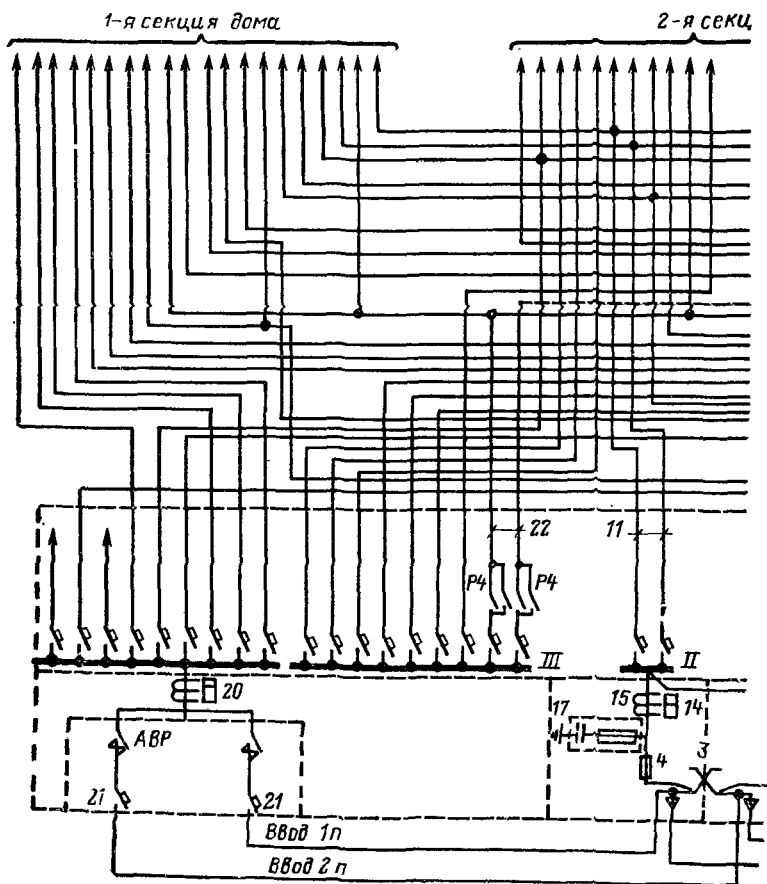 1-я секция дома
2-я секц
22
11
Р4
Р4
III
II
20
15
14
17
АВР
3
4
21
21
Ввод 1п
Ввод 2п